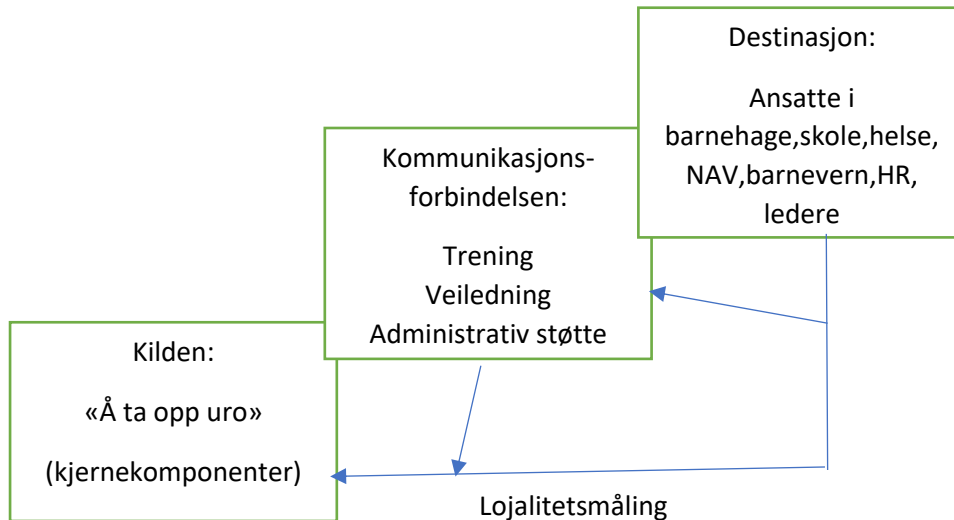 Destinasjon:
Ansatte i
barnehage,skole,helse,
NAV,barnevern,HR,
ledere
Kommunikasjons-
forbindelsen:
Trening
Veiledning
Administrativ støtte
Kilden:
«Å ta opp uro»
(kjernekomponenter)
Lojalitetsmåling